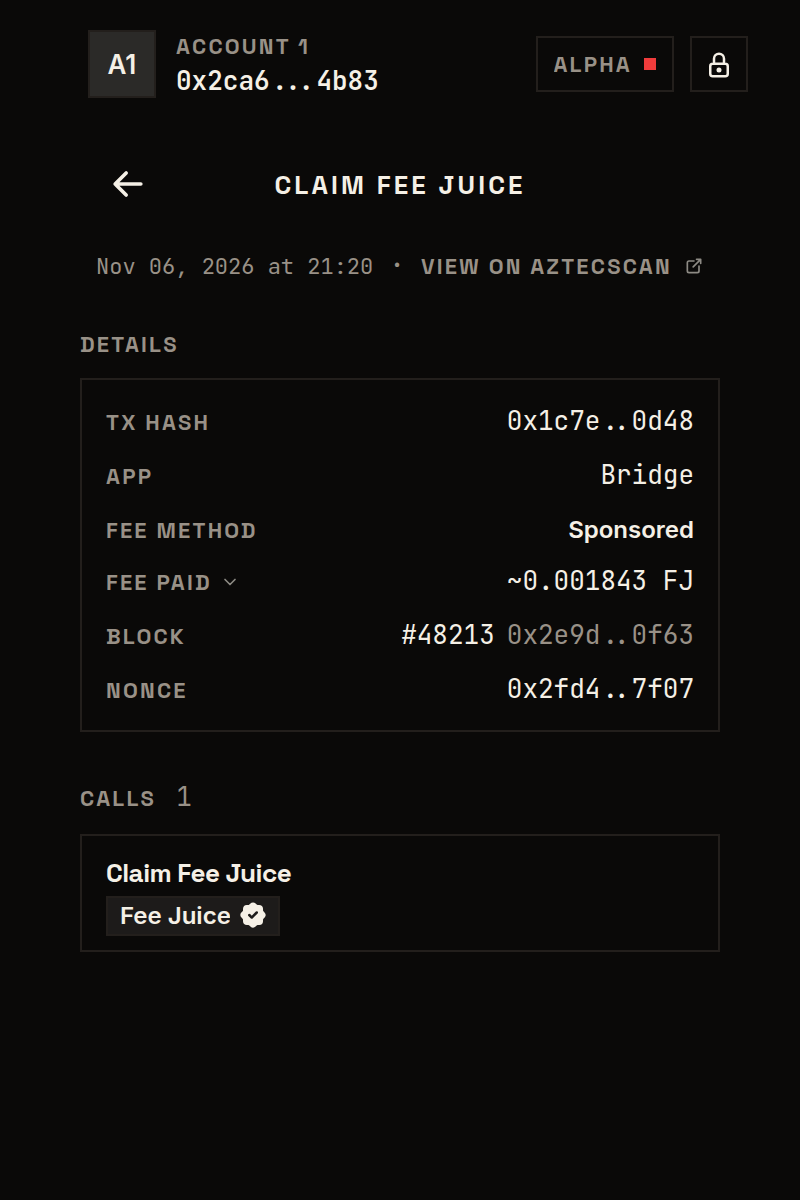 A1
ACCOUNT 1
0x2ca6...4b83
ALPHA
CLAIM FEE JUICE
Nov 06, 2026 at 21:20 • VIEW ON AZTECSCAN
DETAILS
TX HASH 0x1c7e..0d48
APP Bridge
FEE METHOD Sponsored
FEE PAID ~0.001843 FJ
BLOCK #48213 0x2e9d..0f63
NONCE 0x2fd4..7f07
CALLS 1
Claim Fee Juice
Fee Juice